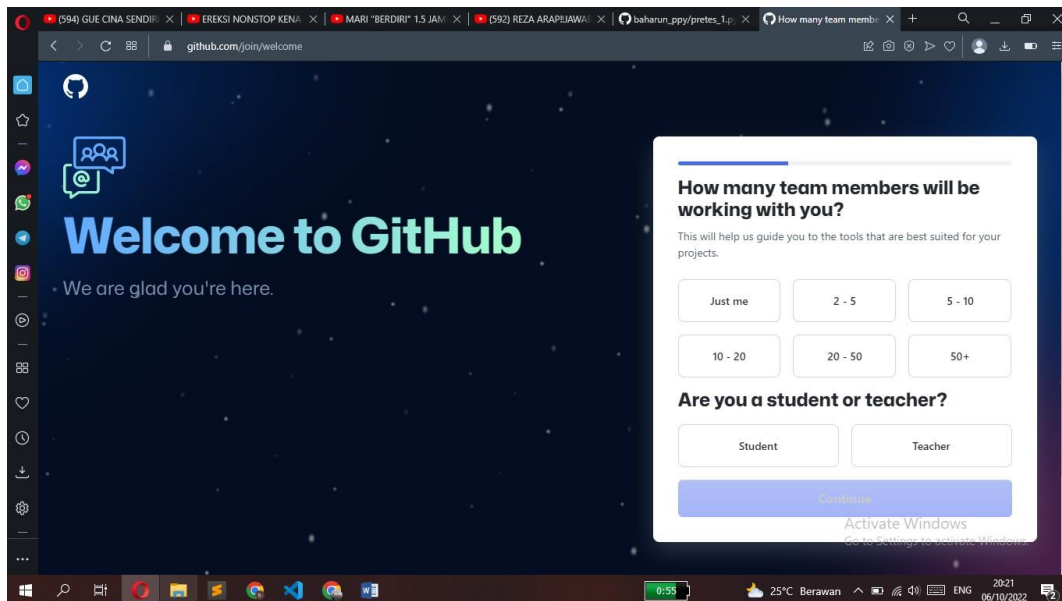 (594) GUE CINA SENDIRI
EREKSI NONSTOP KENA
MARI "BERDIRI" 1.5 JAM
(592) REZA
baharun_ppy/pretes_1.p
How many team membe
github.com/join/welcome
Welcome to GitHub
We are glad you're here.
How many team members will be
working with you?
This will help us guide you to the tools that are best suited for your
projects.
Just me
2 - 5
5 - 10
10 - 20
20 - 50
50+
Are you a student or teacher?
Student
Teacher
Continue
Activate Windows
Go to Settings to activate Windows.
0:55
25°C Berawan
ENG
20:21
06/10/2022